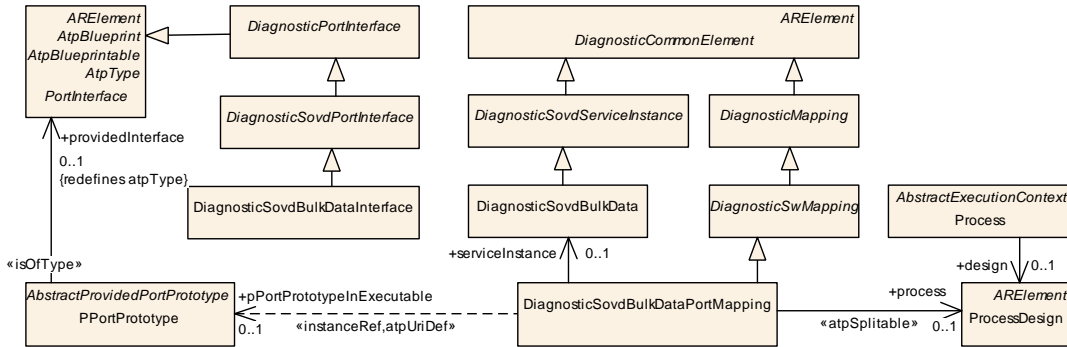 ARElement
AtpBlueprint
AtpBlueprintable
AtpType
PortInterface
DiagnosticPortInterface
ARElement
DiagnosticCommonElement
DiagnosticSovdPortInterface
DiagnosticSovdServiceInstance
DiagnosticMapping
+providedInterface
0..1
{redefines atpType}
DiagnosticSovdBulkDataInterface
DiagnosticSovdBulkData
DiagnosticSwMapping
AbstractExecutionContext
Process
+serviceInstance
0..1
«isOfType»
+design
0..1
AbstractProvidedPortPrototype
PPortPrototype
+pPortPrototypeInExecutable
0..1
«instanceRef,atpUriDef»
DiagnosticSovdBulkDataPortMapping
+process
«atpSplitable»
0..1
ARElement
ProcessDesign